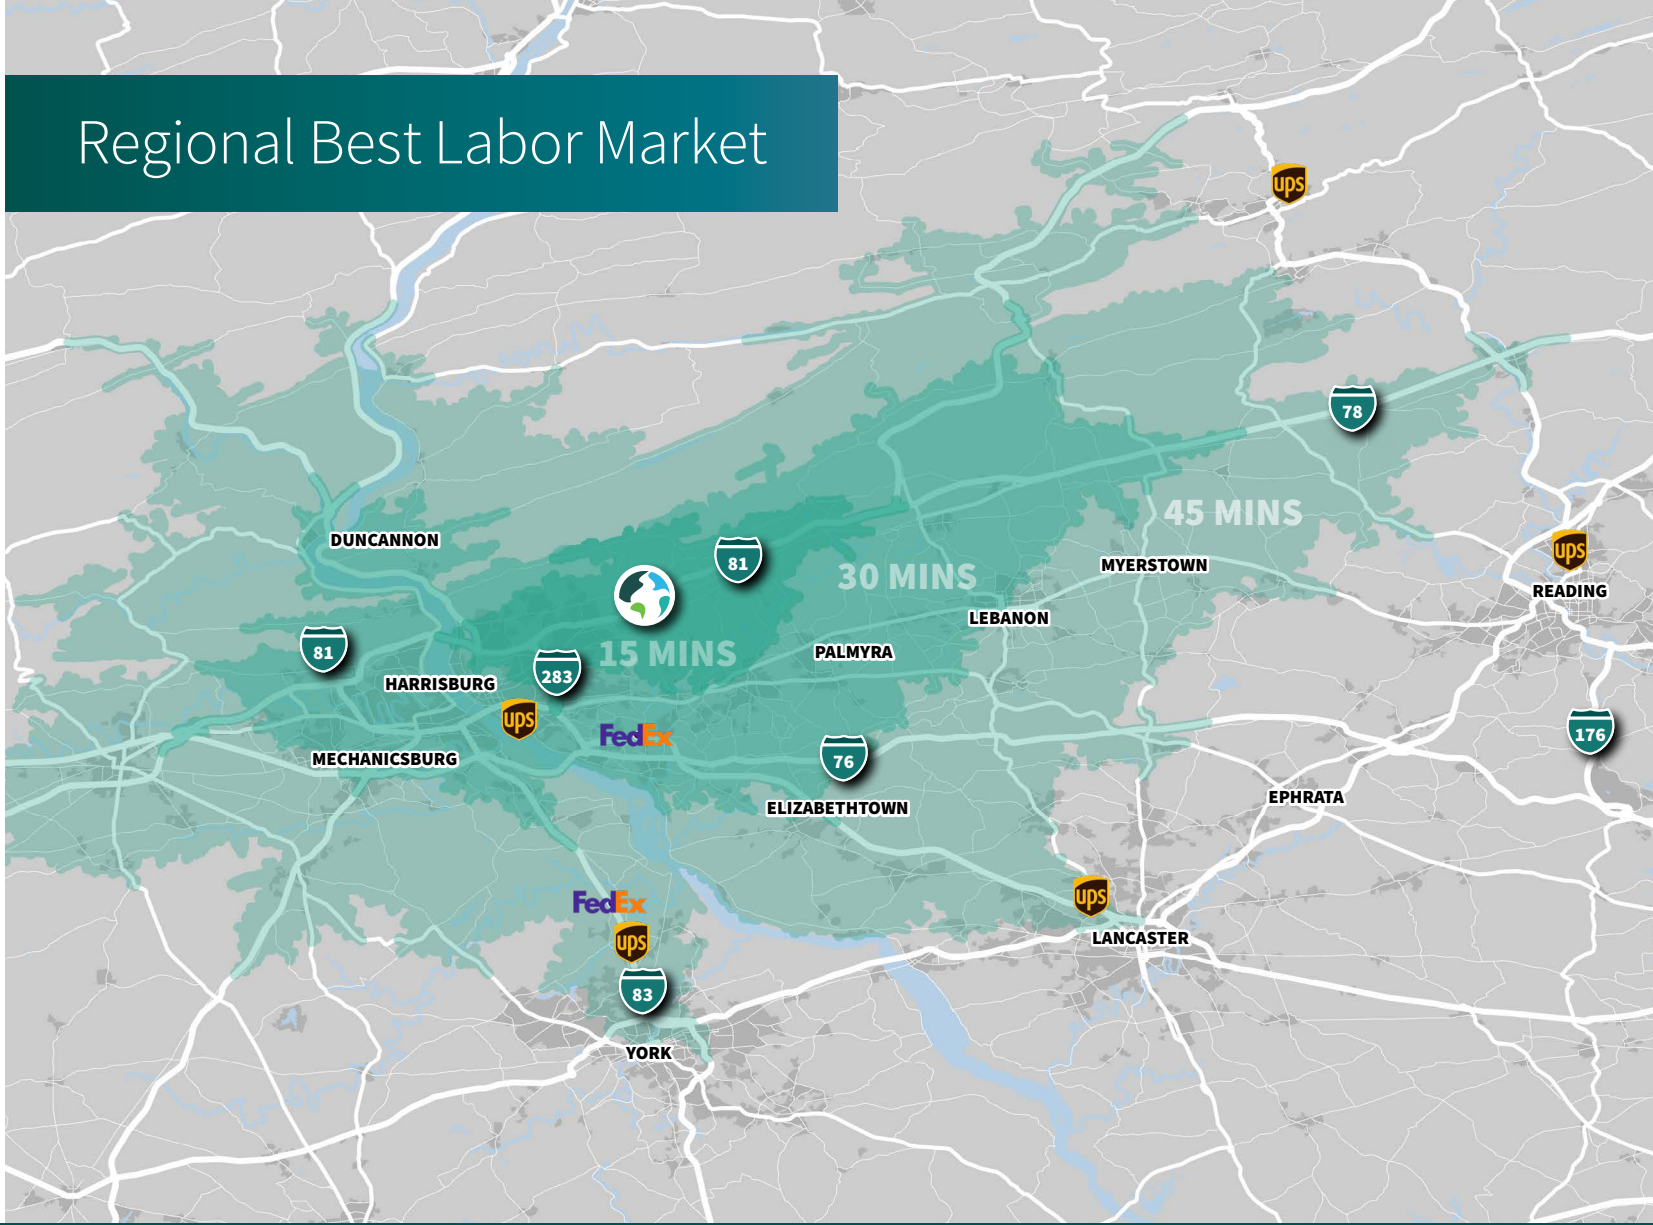 Regional Best Labor Market
ups
78
45 MINS
DUNCANNON
81
30 MINS
MYERSTOWN
ups
READING
LEBANON
81
15 MINS
PALMYRA
283
HARRISBURG
ups
FedEx
176
MECHANICSBURG
76
EPHRATA
ELIZABETHTOWN
FedEx
ups
ups
LANCASTER
83
YORK